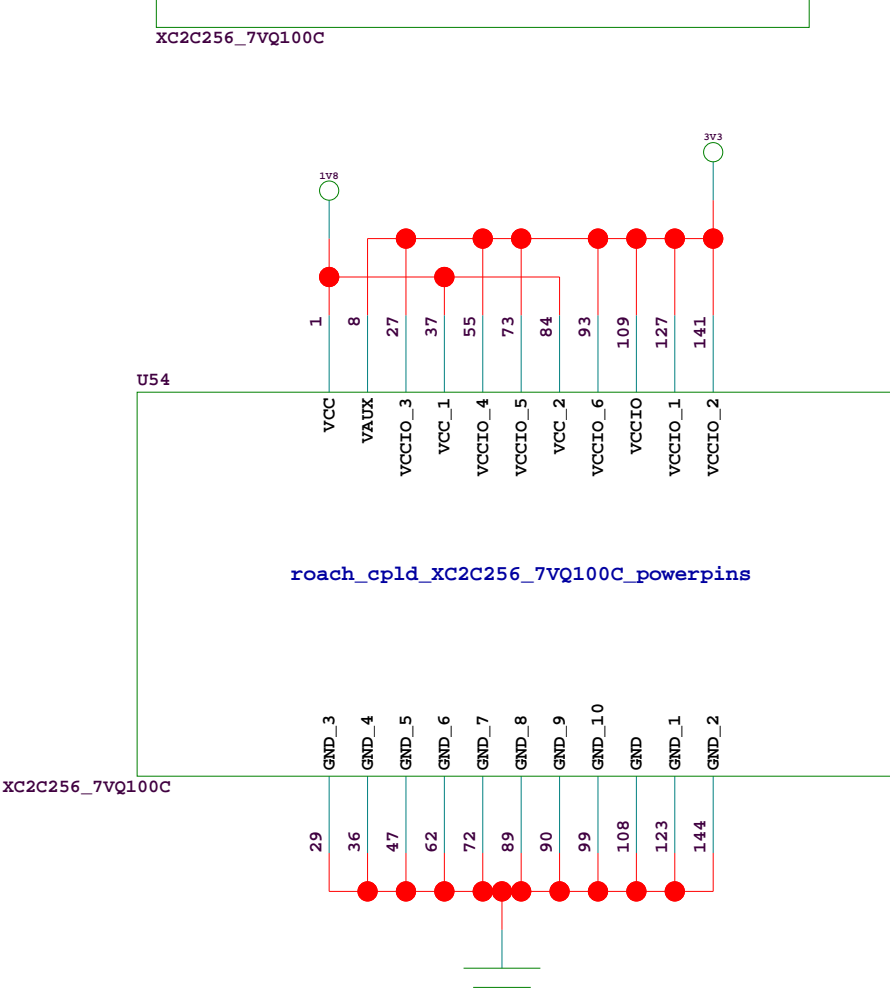 XC2C256_7VQ100C
3V3
1V8
1
8
27
37
55
73
84
93
109
127
141
U54
VCC
VAUX
VCCIO_3
VCC_1
VCCIO_4
VCCIO_5
VCC_2
VCCIO_6
VCCIO
VCCIO_1
VCCIO_2
roach_cpld_XC2C256_7VQ100C_powerpins
GND_3
GND_4
GND_5
GND_6
GND_7
GND_8
GND_9
GND_10
GND
GND_1
GND_2
XC2C256_7VQ100C
29
36
47
62
72
89
90
99
108
123
144